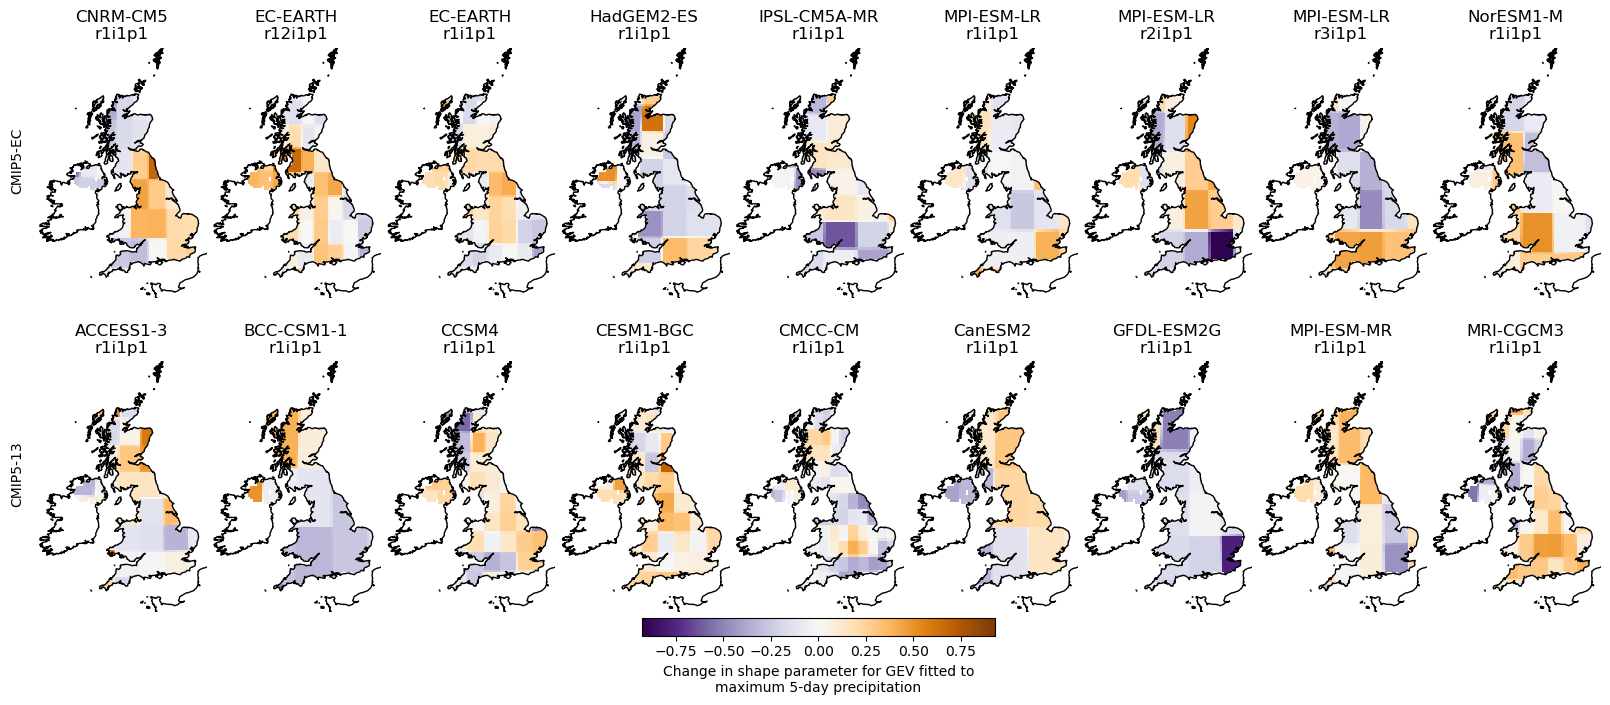 CNRM-CM5 EC-EARTH EC-EARTH HadGEM2-ES IPSL-CM5A-MR MPI-ESM-LR MPI-ESM-LR MPI-ESM-LR NorESM1-M
r1i1p1 r12i1p1 r1i1p1 r1i1p1 r1i1p1 r1i1p1 r2i1p1 r3i1p1 r1i1p1
CMIP5-EC
ACCESS1-3 BCC-CSM1-1 CCSM4 CESM1-BGC CMCC-CM CanESM2 GFDL-ESM2G MPI-ESM-MR MRI-CGCM3
r1i1p1 r1i1p1 r1i1p1 r1i1p1 r1i1p1 r1i1p1 r1i1p1 r1i1p1 r1i1p1
CMIP5-13
−0.75 −0.50 −0.25 0.00 0.25 0.50 0.75
Change in shape parameter for GEV fitted to
maximum 5-day precipitation